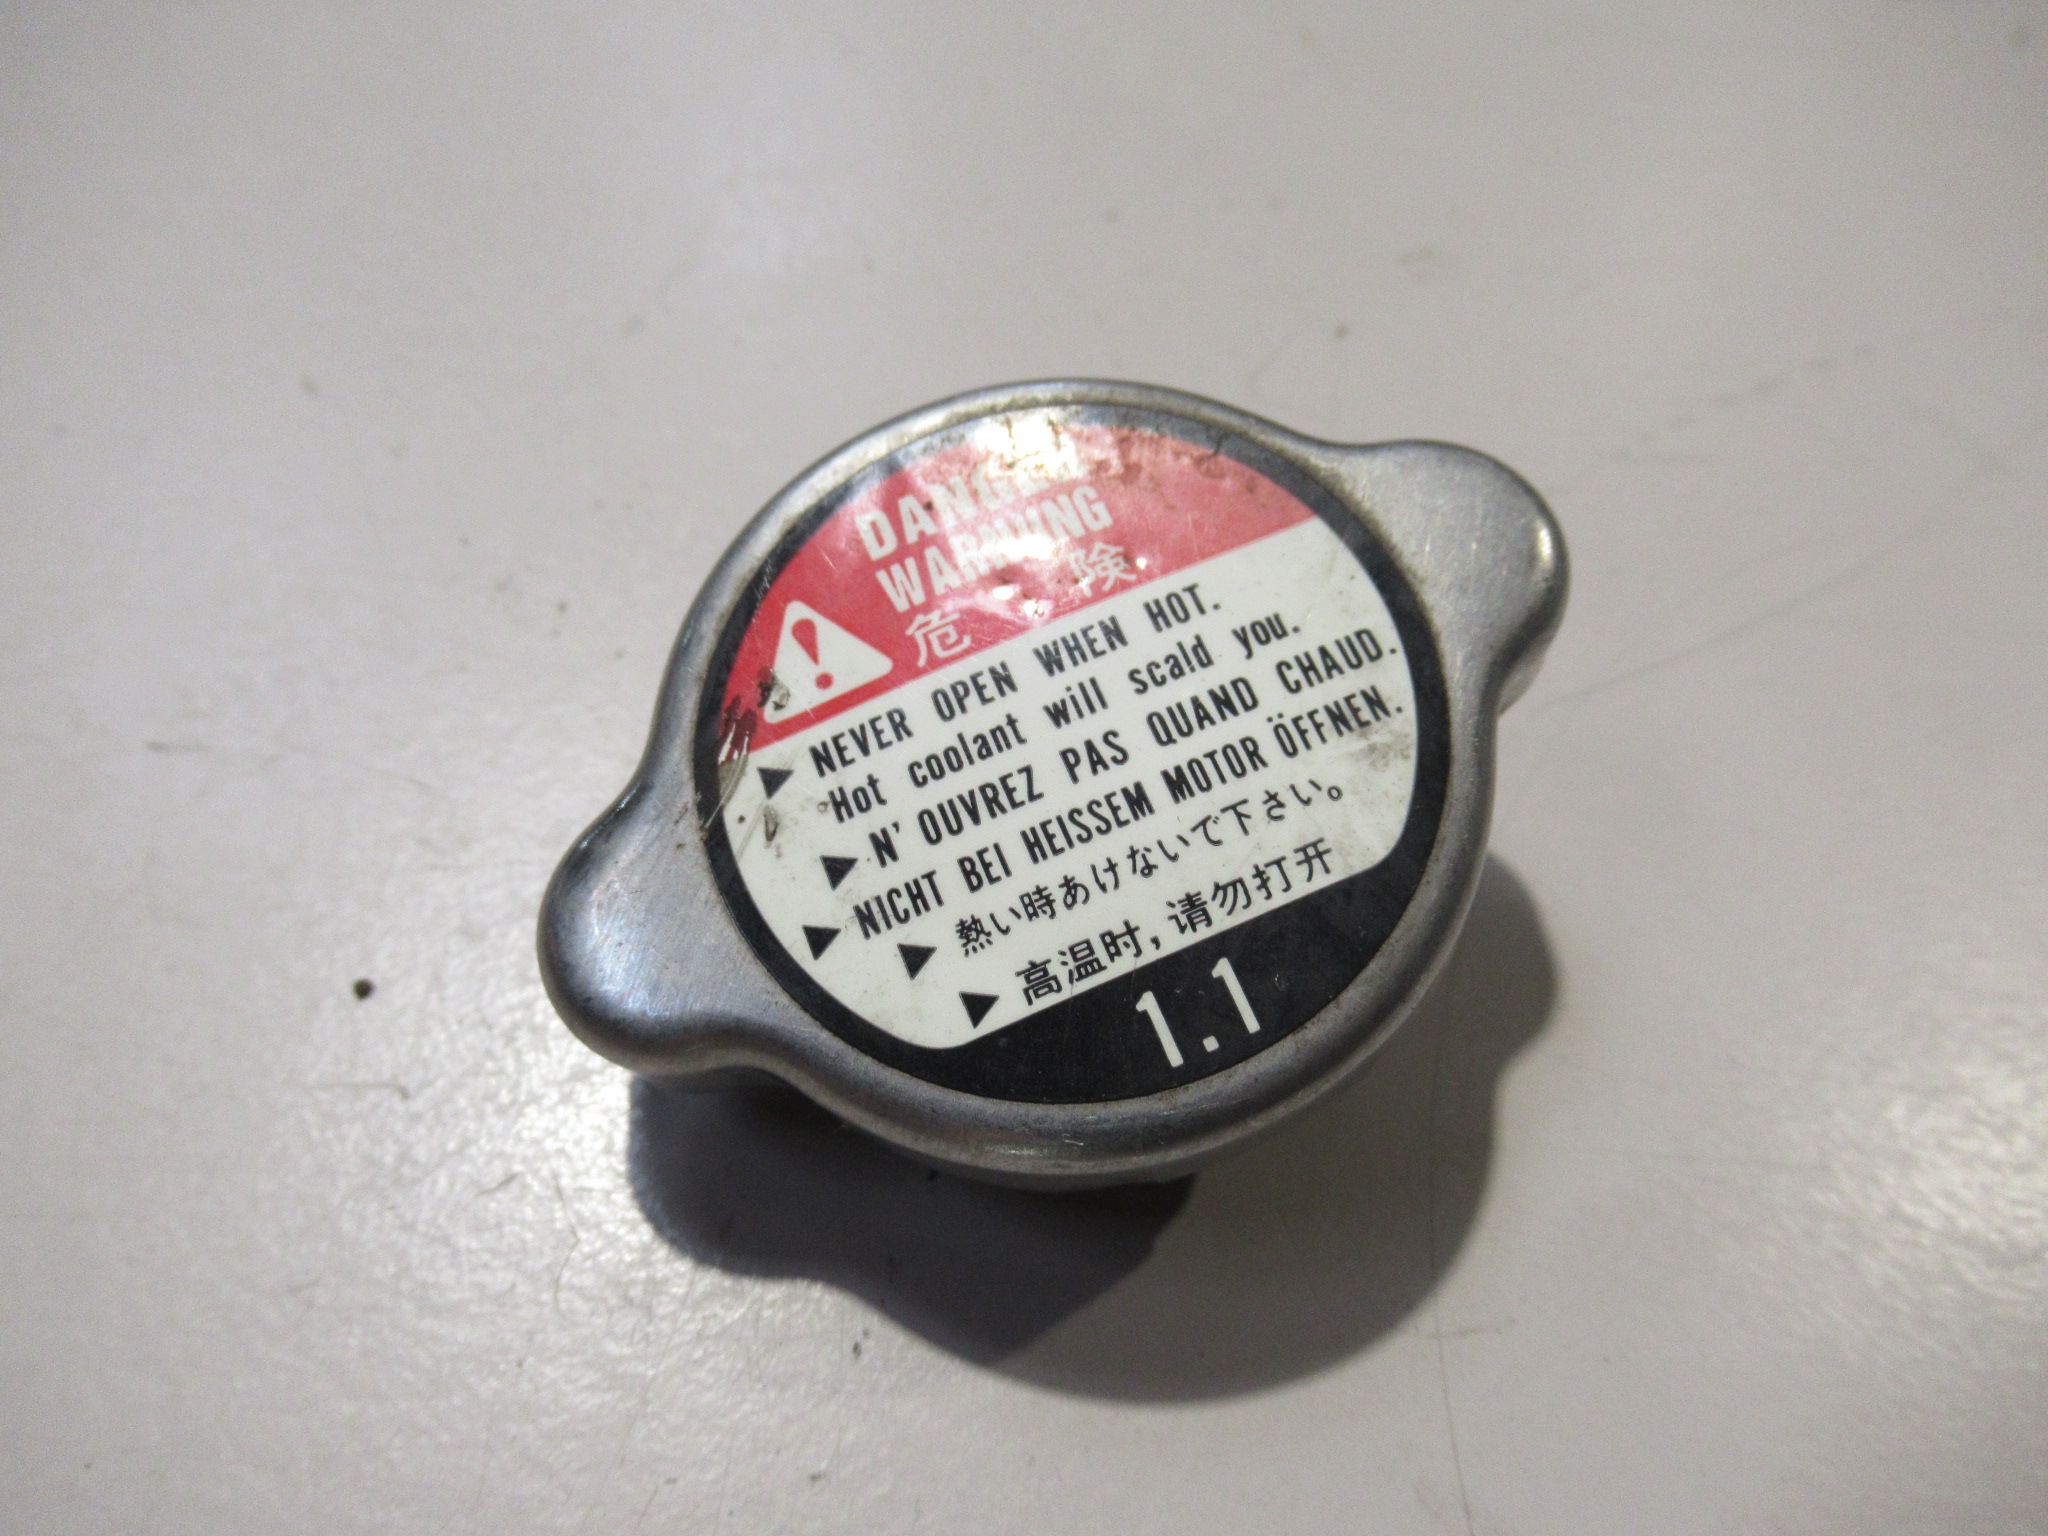 DANGER
WARNING
危険
NEVER OPEN WHEN HOT.
Hot coolant will scald you.
N' OUVREZ PAS QUAND CHAUD.
NICHT BEI HEISSEM MOTOR ÖFFNEN.
熱い時あけないで下さい。
高温时,请勿打开
1.1